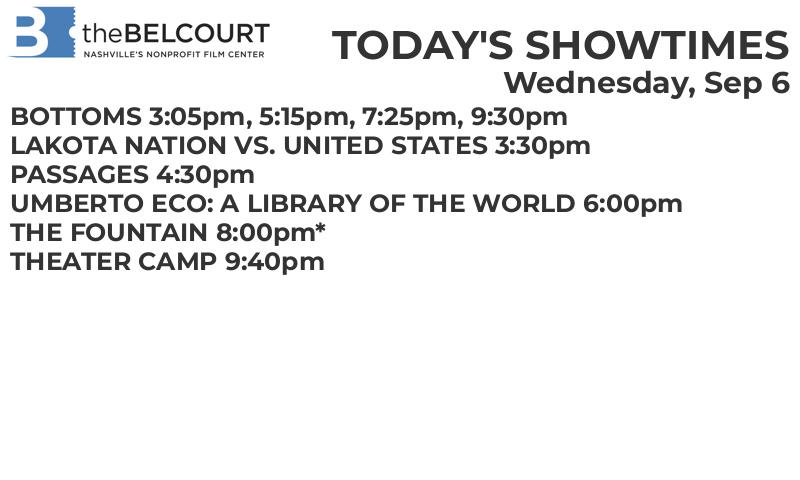 B theBELCOURT
NASHVILLE'S NONPROFIT FILM CENTER
TODAY'S SHOWTIMES
Wednesday, Sep 6
BOTTOMS 3:05pm, 5:15pm, 7:25pm, 9:30pm
LAKOTA NATION VS. UNITED STATES 3:30pm
PASSAGES 4:30pm
UMBERTO ECO: A LIBRARY OF THE WORLD 6:00pm
THE FOUNTAIN 8:00pm*
THEATER CAMP 9:40pm